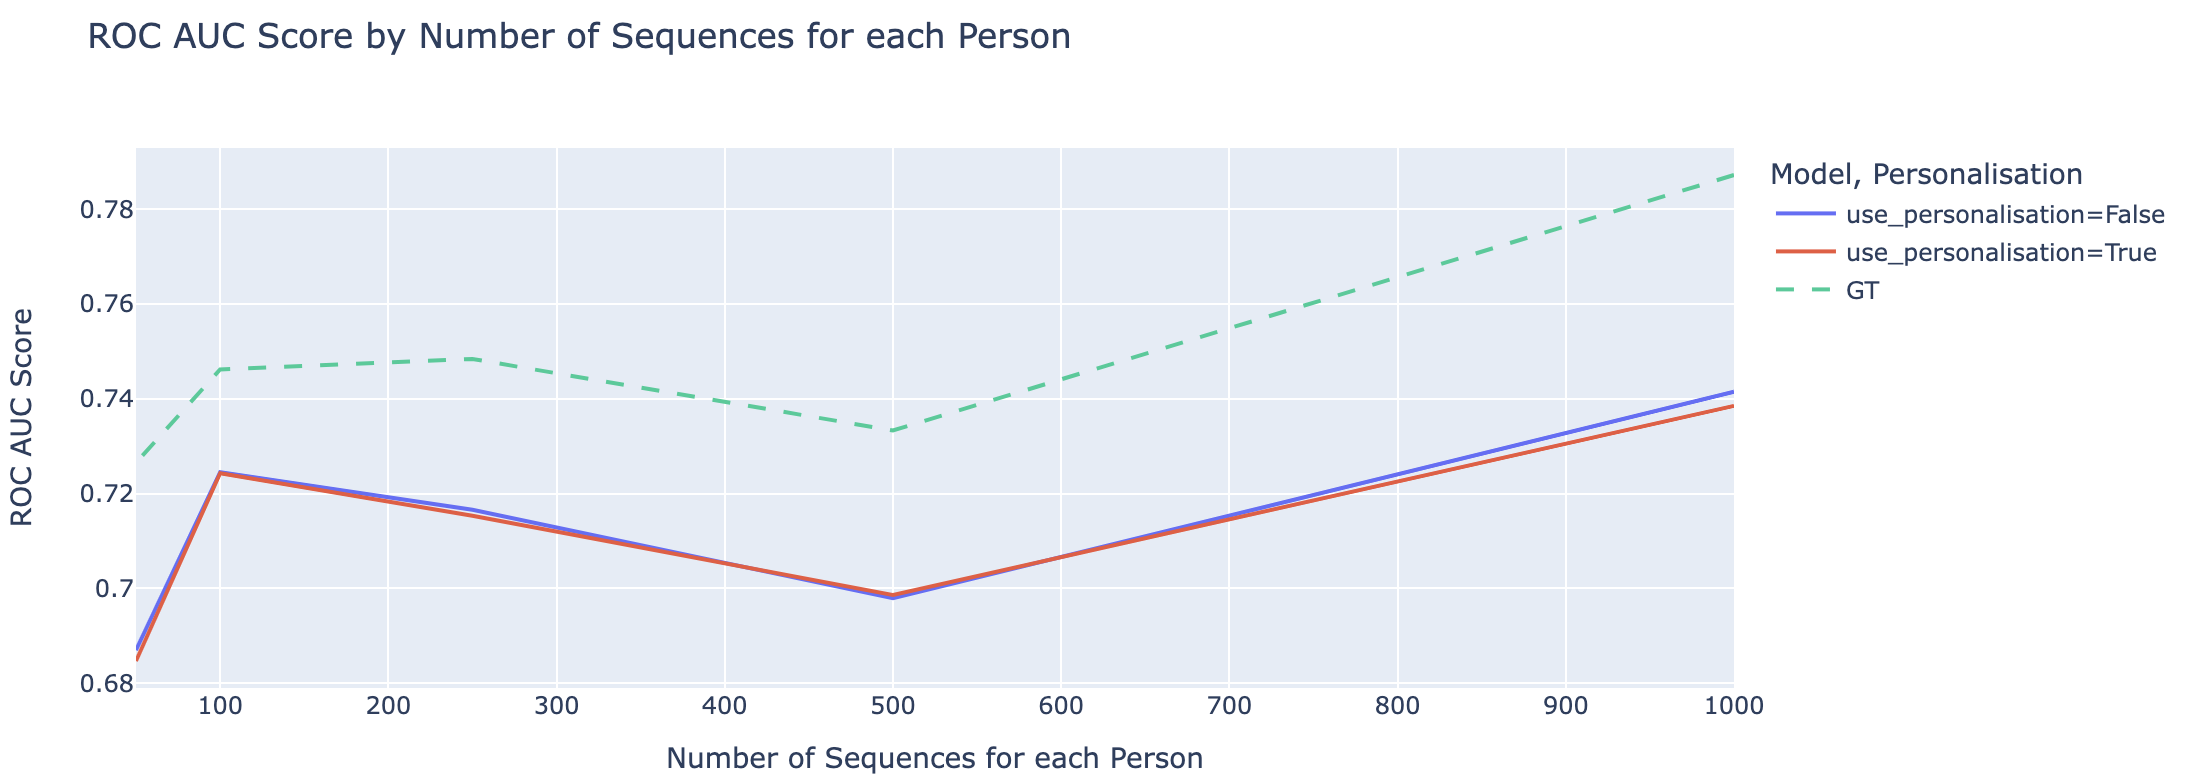 ROC AUC Score by Number of Sequences for each Person
ROC AUC Score
0.78
0.76
0.74
0.72
0.7
0.68
100 200 300 400 500 600 700 800 900 1000
Number of Sequences for each Person
Model, Personalisation
use_personalisation=False
use_personalisation=True
GT